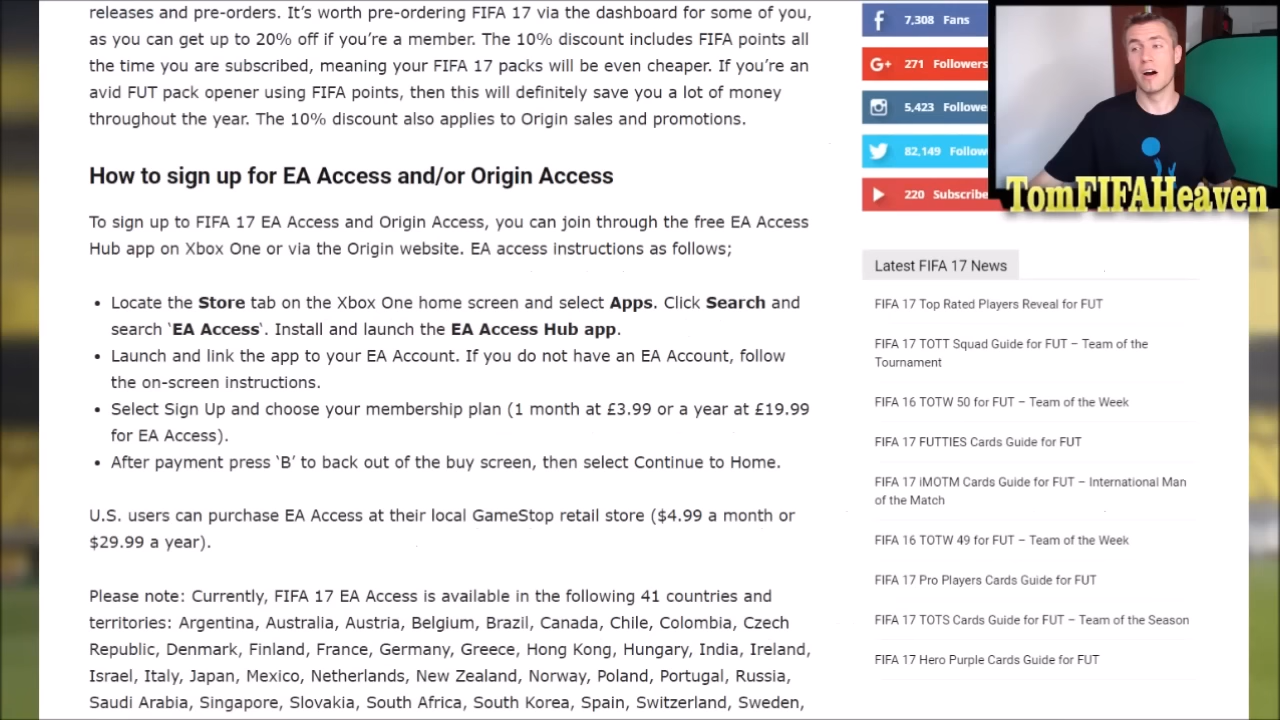 releases and pre-orders. It's worth pre-ordering FIFA 17 via the dashboard for some of you,
as you can get up to 20% off if you're a member. The 10% discount includes FIFA points all
the time you are subscribed, meaning your FIFA 17 packs will be even cheaper. If you're an
avid FUT pack opener using FIFA points, then this will definitely save you a lot of money
throughout the year. The 10% discount also applies to Origin sales and promotions.
How to sign up for EA Access and/or Origin Access
To sign up to FIFA 17 EA Access and Origin Access, you can join through the free EA Access
Hub app on Xbox One or via the Origin website. EA access instructions as follows;
• Locate the Store tab on the Xbox One home screen and select Apps. Click Search and
search ‘EA Access‘. Install and launch the EA Access Hub app.
• Launch and link the app to your EA Account. If you do not have an EA Account, follow
the on-screen instructions.
• Select Sign Up and choose your membership plan (1 month at £3.99 or a year at £19.99
for EA Access).
• After payment press ‘B’ to back out of the buy screen, then select Continue to Home.
U.S. users can purchase EA Access at their local GameStop retail store ($4.99 a month or
$29.99 a year).
Please note: Currently, FIFA 17 EA Access is available in the following 41 countries and
territories: Argentina, Australia, Austria, Belgium, Brazil, Canada, Chile, Colombia, Czech
Republic, Denmark, Finland, France, Germany, Greece, Hong Kong, Hungary, India, Ireland,
Israel, Italy, Japan, Mexico, Netherlands, New Zealand, Norway, Poland, Portugal, Russia,
Saudi Arabia, Singapore, Slovakia, South Africa, South Korea, Spain, Switzerland, Sweden,
7,308 Fans
G+ 271 Followers
5,423 Followe
82,149 Follow
220 Subscribe
TomFIFAHeaven
Latest FIFA 17 News
FIFA 17 Top Rated Players Reveal for FUT
FIFA 17 TOTT Squad Guide for FUT – Team of the
Tournament
FIFA 16 TOTW 50 for FUT – Team of the Week
FIFA 17 FUTTIES Cards Guide for FUT
FIFA 17 iMOTM Cards Guide for FUT – International Man
of the Match
FIFA 16 TOTW 49 for FUT – Team of the Week
FIFA 17 Pro Players Cards Guide for FUT
FIFA 17 TOTS Cards Guide for FUT – Team of the Season
FIFA 17 Hero Purple Cards Guide for FUT